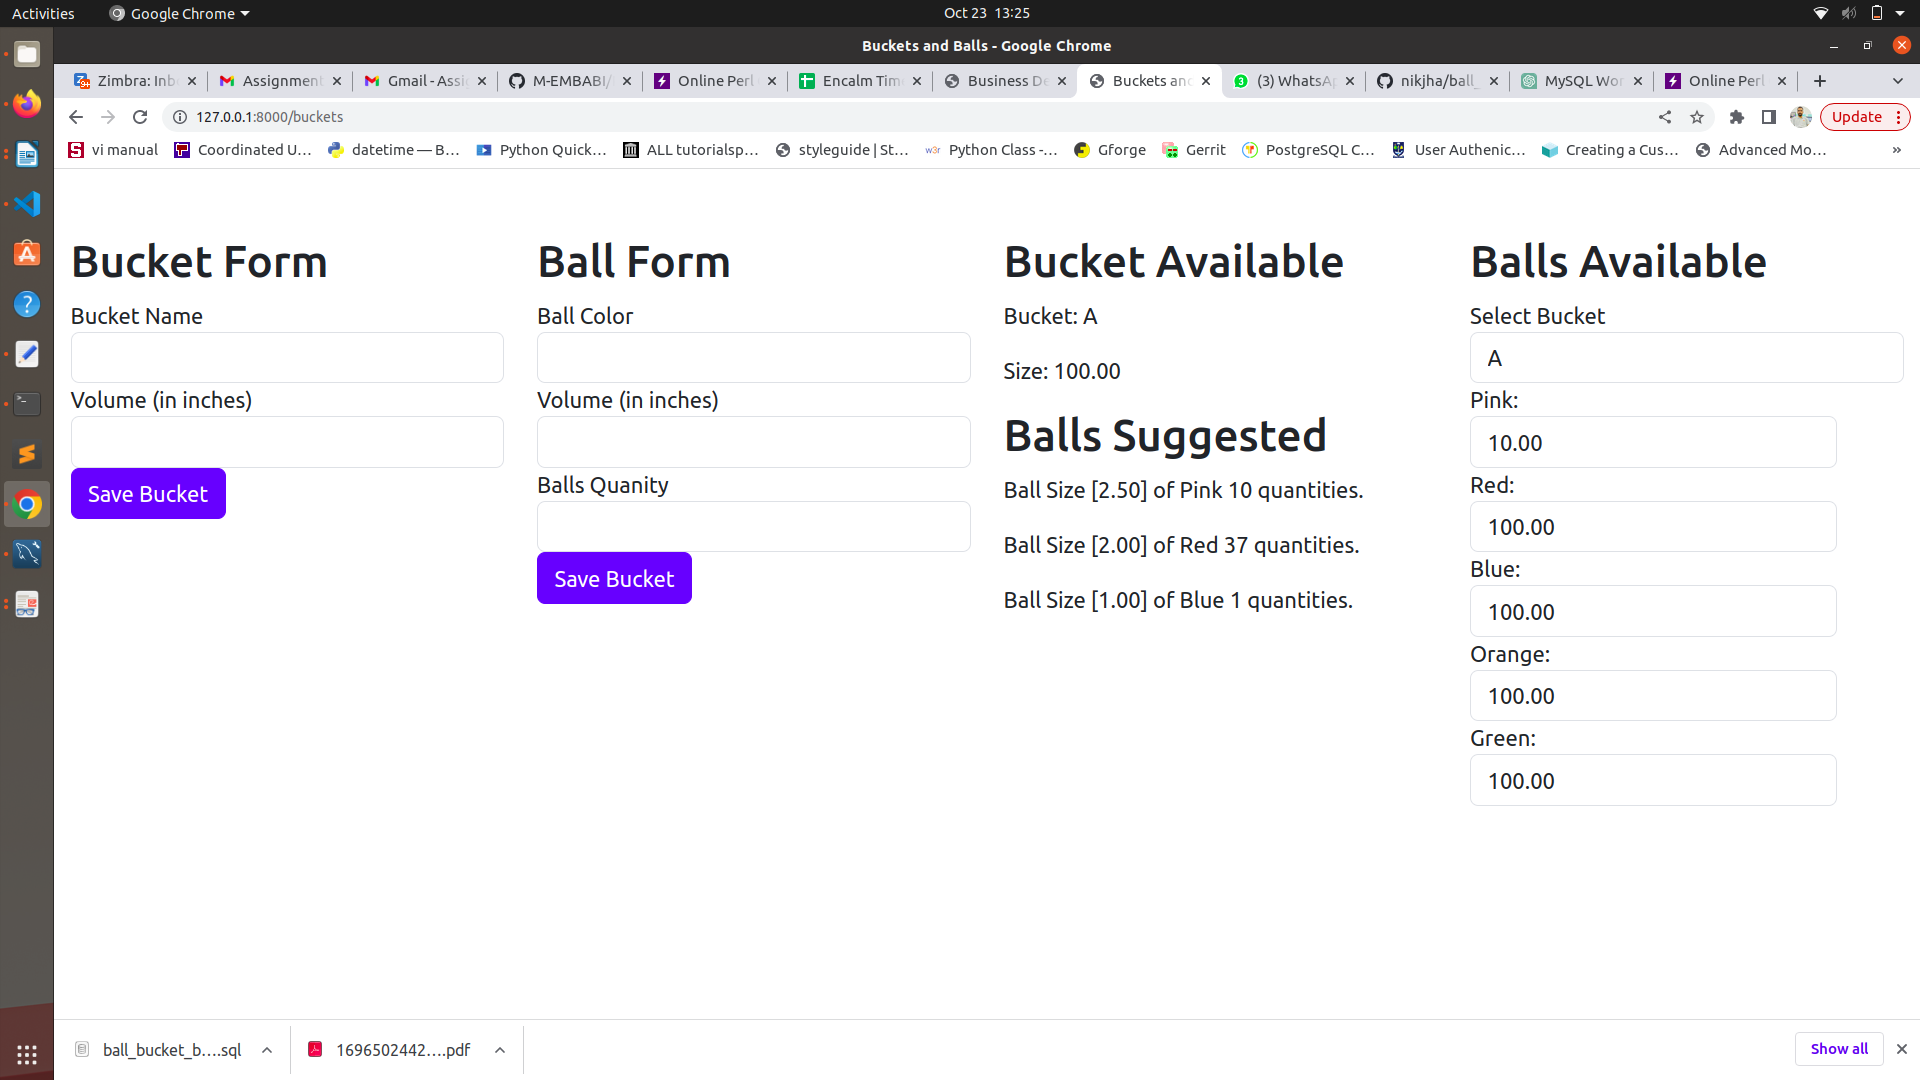 Activities
Google Chrome
Oct 23 13:25
Buckets and Balls - Google Chrome
Zimbra: Inb
Assignment
Gmail - Assig
M-EMBABI/
Online Perl
Encalm Time
Business De
Buckets and
(3) WhatsAp
nikjha/ball_
MySQL Wor
Online Perl
127.0.0.1:8000/buckets
Update
vi manual
Coordinated U...
datetime — B...
Python Quick...
ALL tutorialsp...
styleguide | St...
Python Class -...
Gforge
Gerrit
PostgreSQL C...
User Authenic...
Creating a Cus...
Advanced Mo...
»
Bucket Form
Bucket Name
Volume (in inches)
Save Bucket
Ball Form
Ball Color
Volume (in inches)
Balls Quanity
Save Bucket
Bucket Available
Bucket: A
Size: 100.00
Balls Suggested
Ball Size [2.50] of Pink 10 quantities.
Ball Size [2.00] of Red 37 quantities.
Ball Size [1.00] of Blue 1 quantities.
Balls Available
Select Bucket
A
Pink:
10.00
Red:
100.00
Blue:
100.00
Orange:
100.00
Green:
100.00
ball_bucket_b....sql
1696502442....pdf
Show all